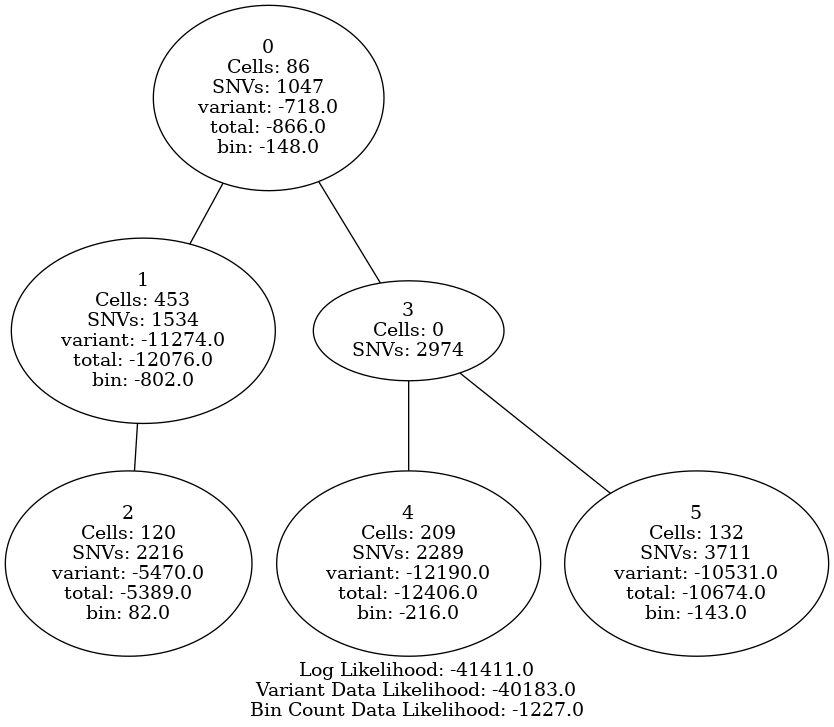 0
Cells: 86
SNVs: 1047
variant: -718.0
total: -866.0
bin: -148.0
1
Cells: 453
SNVs: 1534
variant: -11274.0
total: -12076.0
bin: -802.0
3
Cells: 0
SNVs: 2974
2
Cells: 120
SNVs: 2216
variant: -5470.0
total: -5389.0
bin: 82.0
4
Cells: 209
SNVs: 2289
variant: -12190.0
total: -12406.0
bin: -216.0
5
Cells: 132
SNVs: 3711
variant: -10531.0
total: -10674.0
bin: -143.0
Log Likelihood: -41411.0
Variant Data Likelihood: -40183.0
Bin Count Data Likelihood: -1227.0